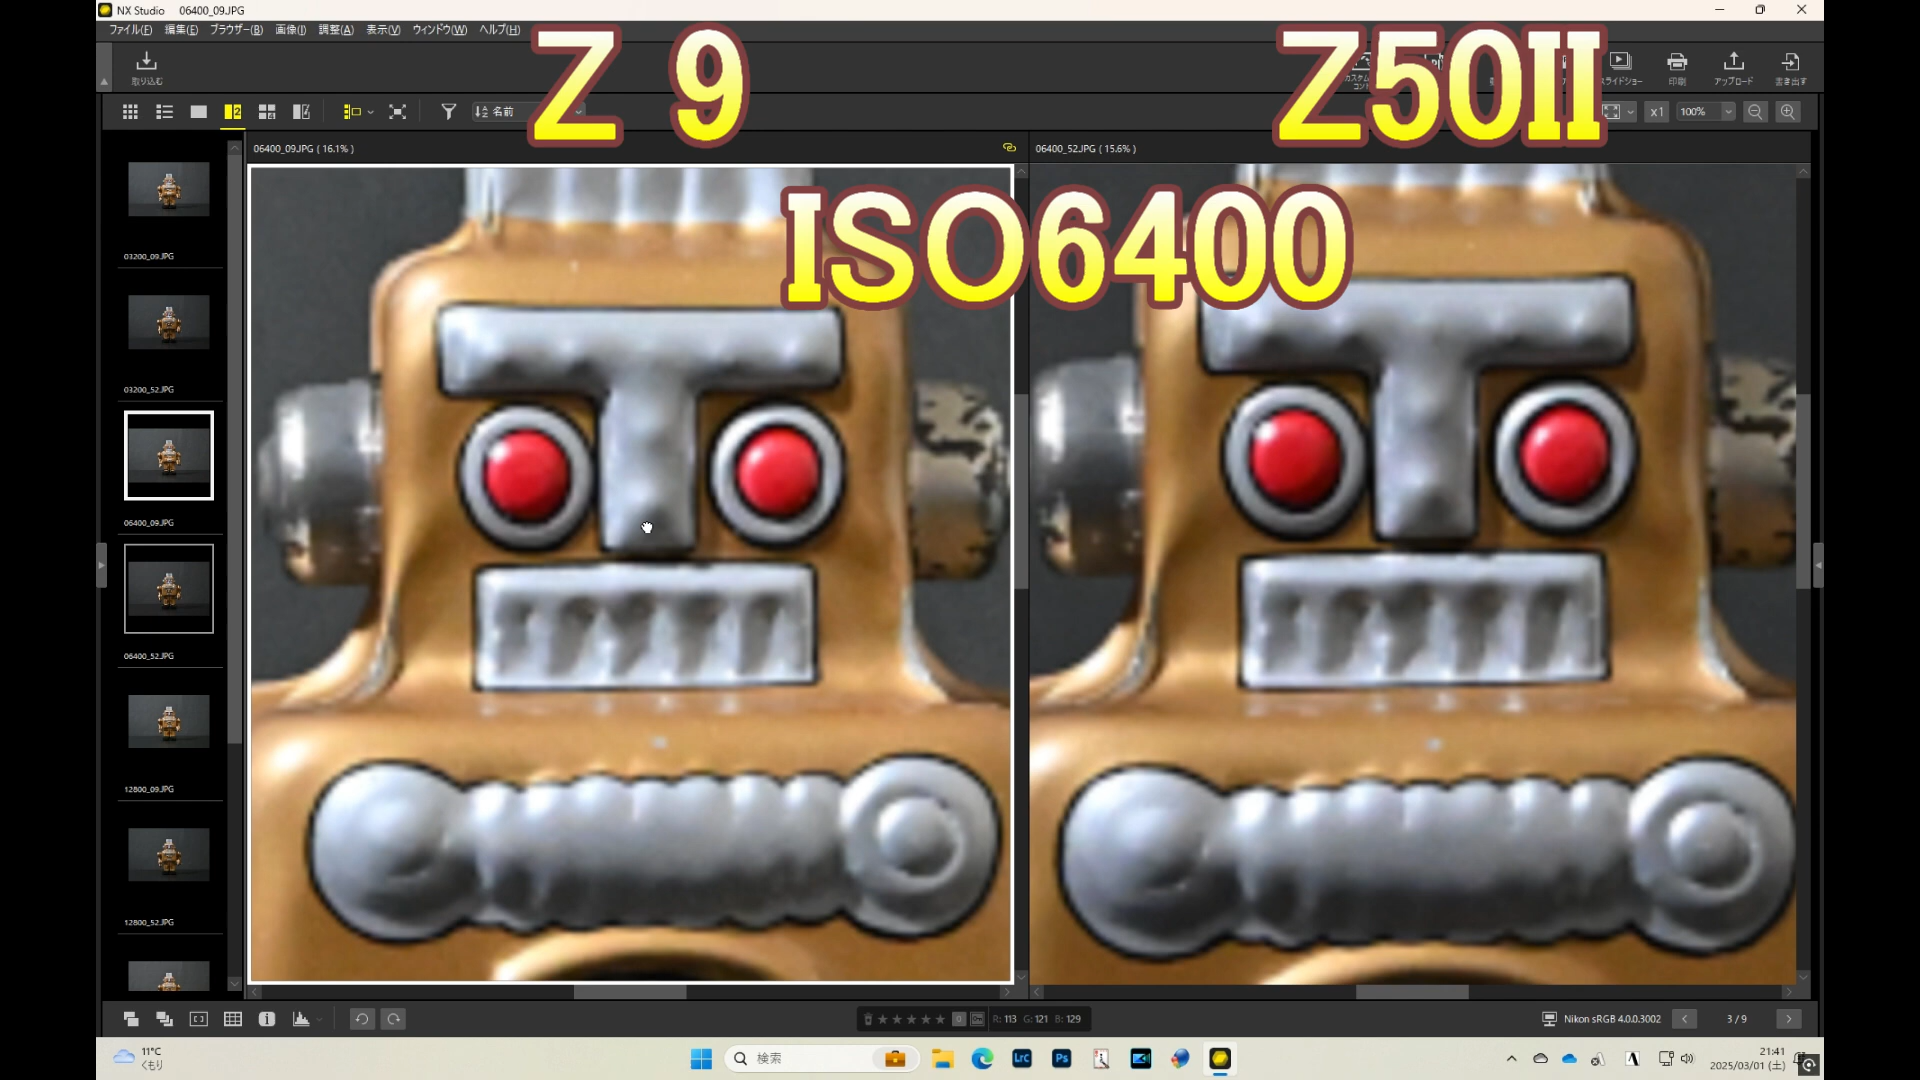 NX Studio 06400_09.JPG
ファイル(F) 編集(E) ブラウザー(B) 画像(I) 調整(A) 表示(V) ウィンドウ(W) ヘルプ(H)
Z 9
Z50II
取り込む
スライドショー 印刷 アップロード 書き出す
名前
x1 100%
06400_09.JPG ( 16.1% )
06400_52.JPG ( 15.6% )
ISO6400
03200_09.JPG
03200_52.JPG
06400_09.JPG
06400_52.JPG
12800_09.JPG
12800_52.JPG
R: 113 G: 121 B: 129
Nikon sRGB 4.0.0.3002
3 / 9
11°C
くもり
検索
Lrc
Ps
21:41
2025/03/01 (土)